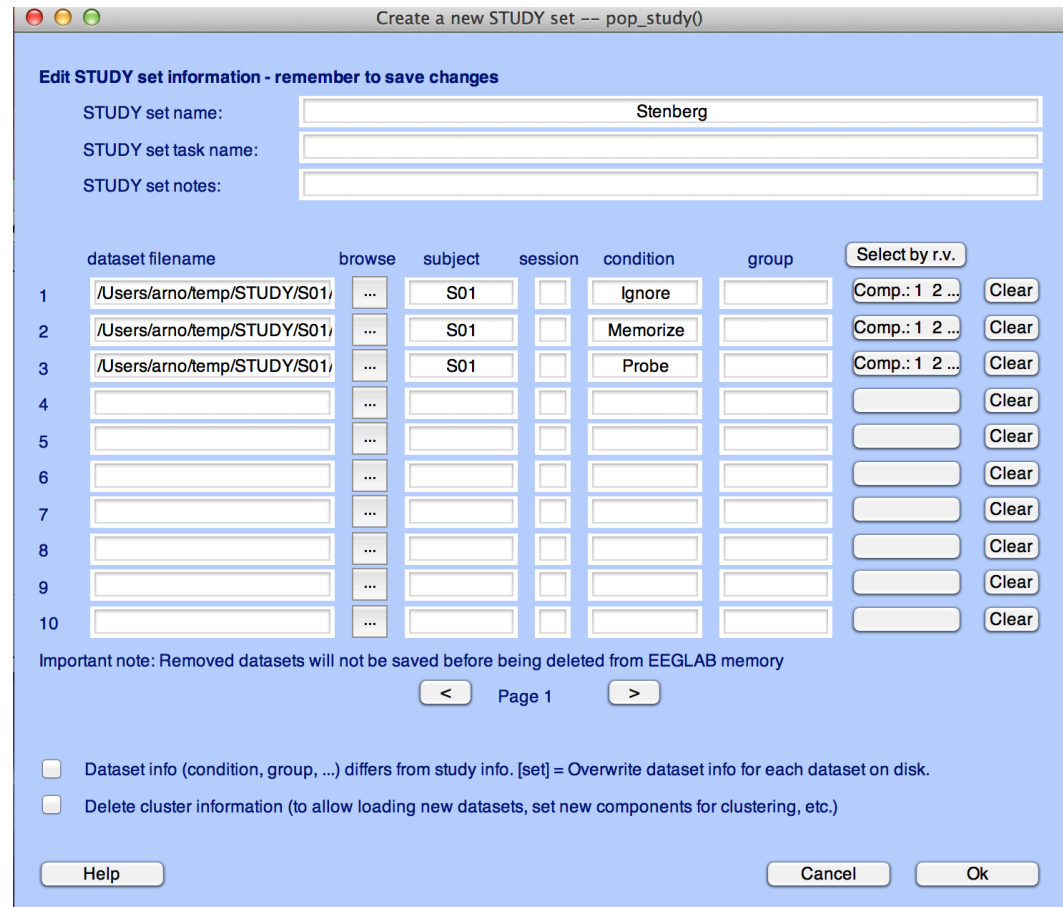 Create a new STUDY set -- pop_study()
Edit STUDY set information - remember to save changes
STUDY set name: Stenberg
STUDY set task name:
STUDY set notes:
dataset filename browse subject session condition group Select by r.v.
1 /Users/arno/temp/STUDY/S01/ ... S01 Ignore Comp.: 1 2 ... Clear
2 /Users/arno/temp/STUDY/S01/ ... S01 Memorize Comp.: 1 2 ... Clear
3 /Users/arno/temp/STUDY/S01/ ... S01 Probe Comp.: 1 2 ... Clear
4 ... Clear
5 ... Clear
6 ... Clear
7 ... Clear
8 ... Clear
9 ... Clear
10 ... Clear
Important note: Removed datasets will not be saved before being deleted from EEGLAB memory
< Page 1 >
Dataset info (condition, group, ...) differs from study info. [set] = Overwrite dataset info for each dataset on disk.
Delete cluster information (to allow loading new datasets, set new components for clustering, etc.)
Help Cancel Ok